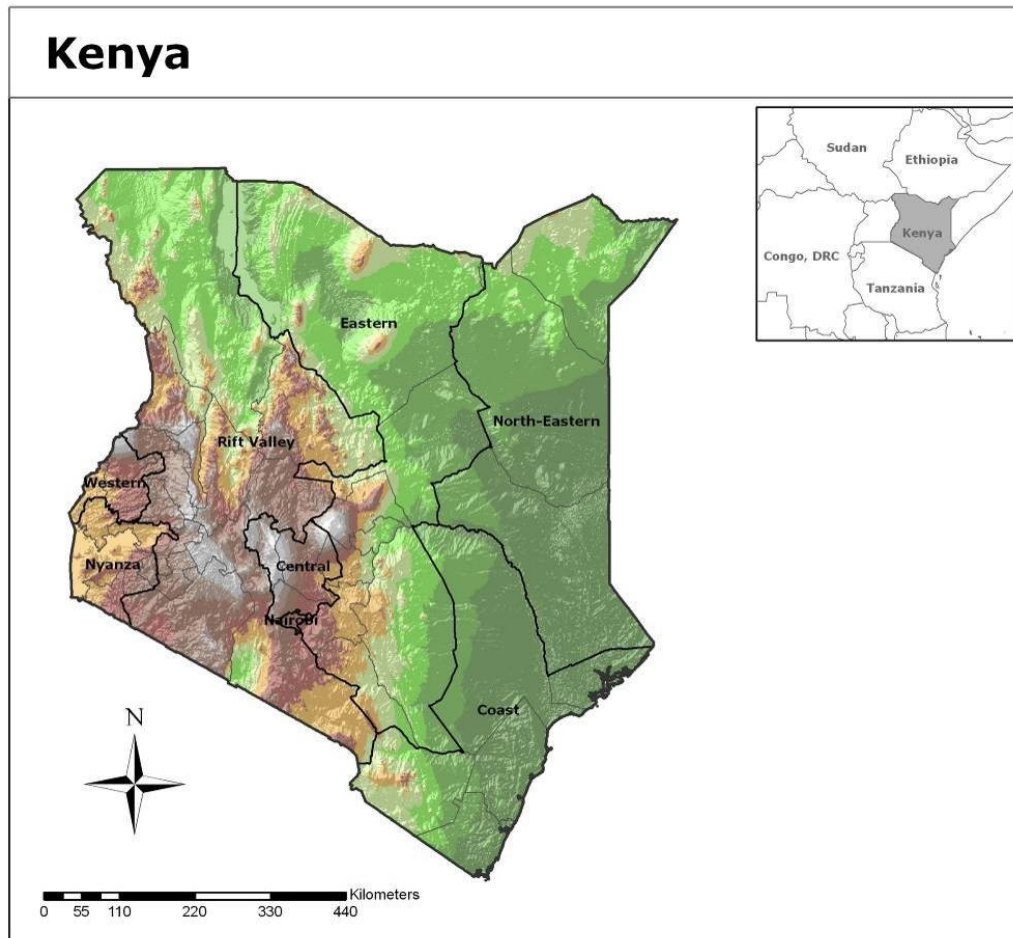 Kenya
Sudan
Ethiopia
Kenya
Congo, DRC
Tanzania
Eastern
North-Eastern
Rift Valley
Western
Nyanza
Central
Nairobi
Coast
N
Kilometers
0 55 110 220 330 440